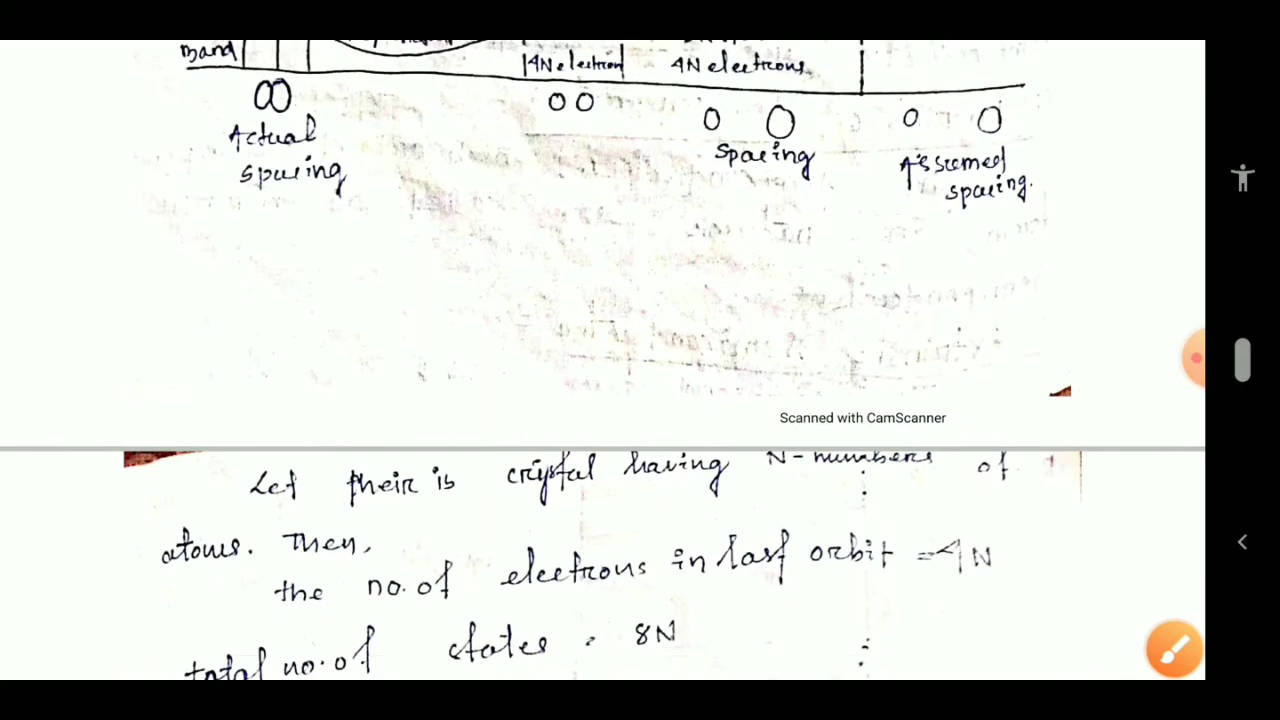 Band
4N electron
4N electrons
Actual
spacing
spacing
Assumed
spacing.
Scanned with CamScanner
Let their is crystal having N-numbers of
atoms. Then,
the no. of electrons in last orbit = 4N
total no. of states = 8N